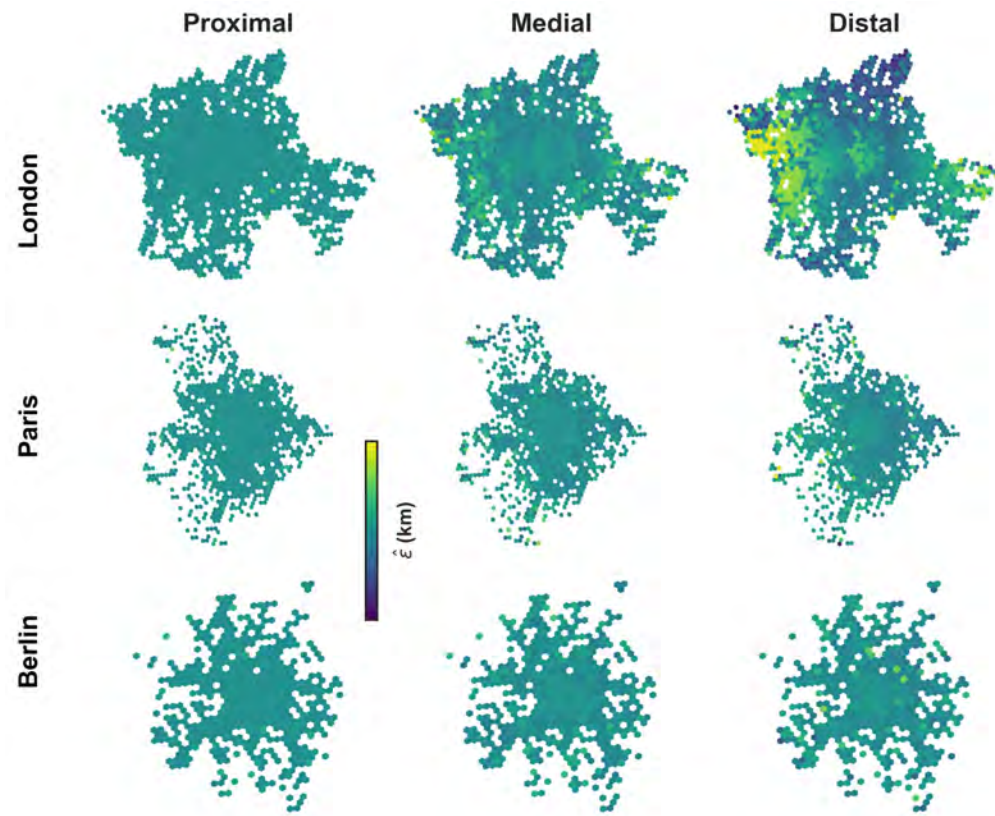 Proximal Medial Distal
London
Paris
ε̂ (km)
Berlin